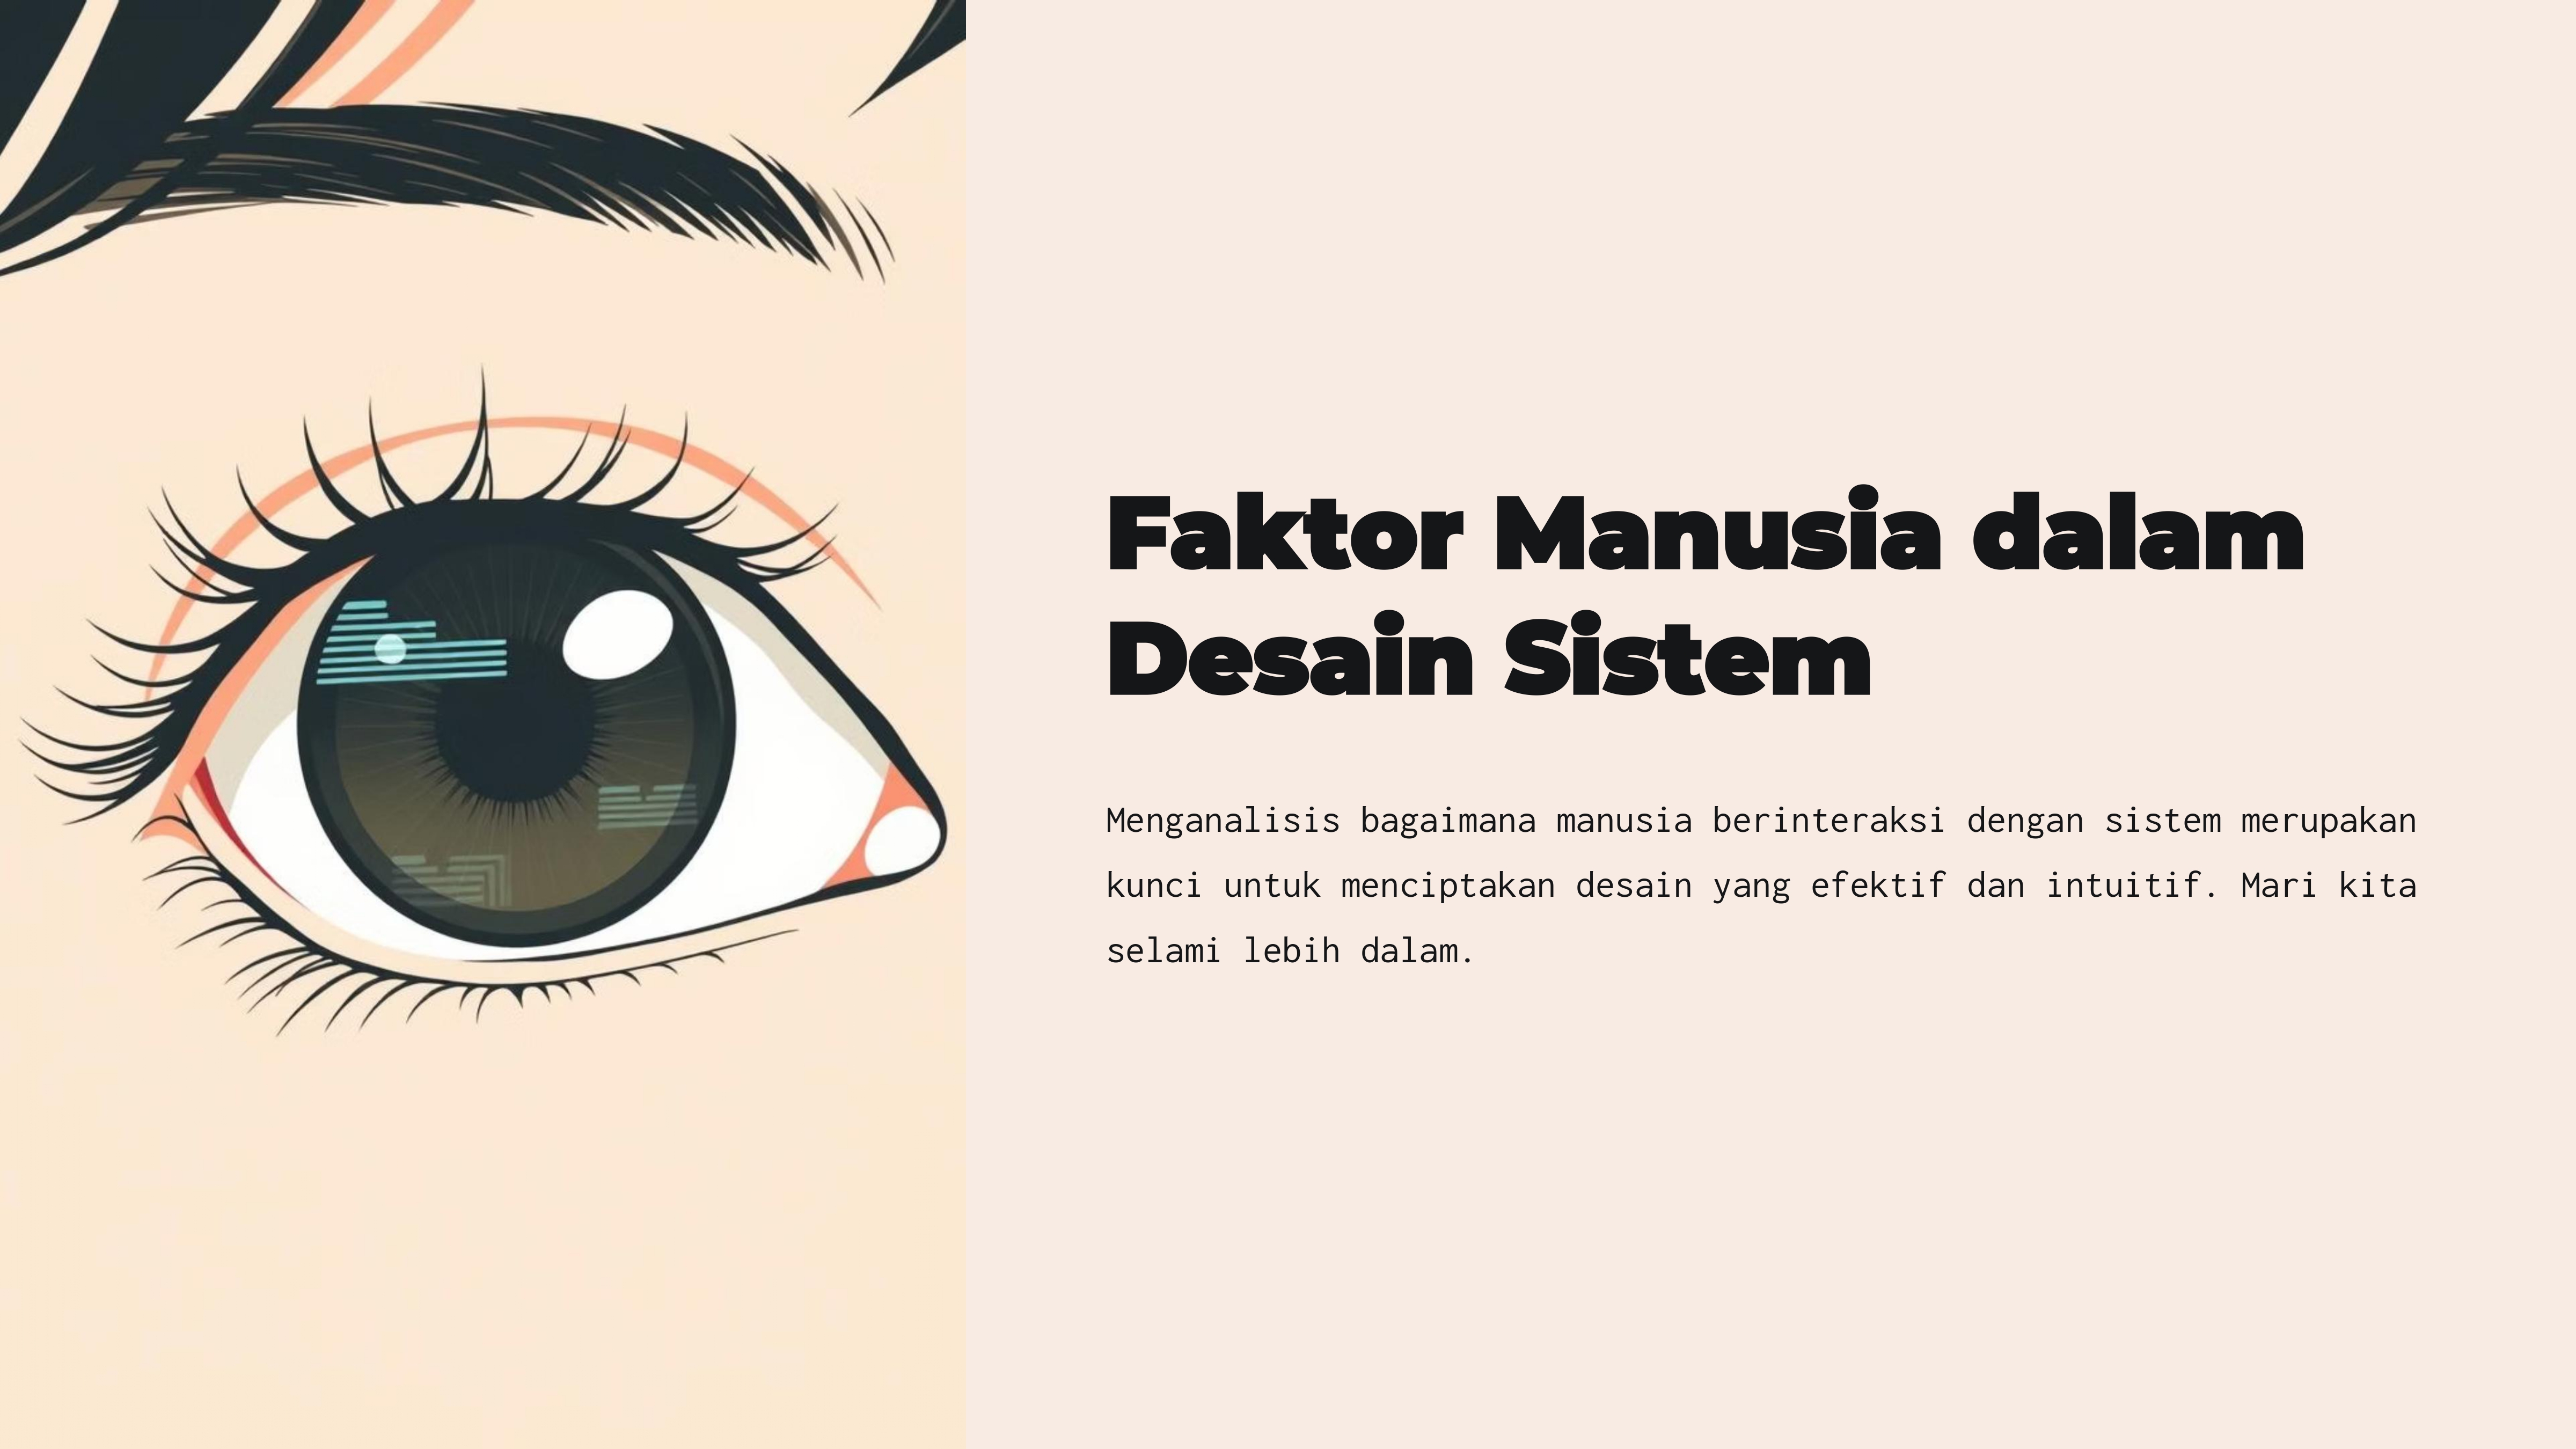 Faktor Manusia dalam
Desain Sistem
Menganalisis bagaimana manusia berinteraksi dengan sistem merupakan
kunci untuk menciptakan desain yang efektif dan intuitif. Mari kita
selami lebih dalam.